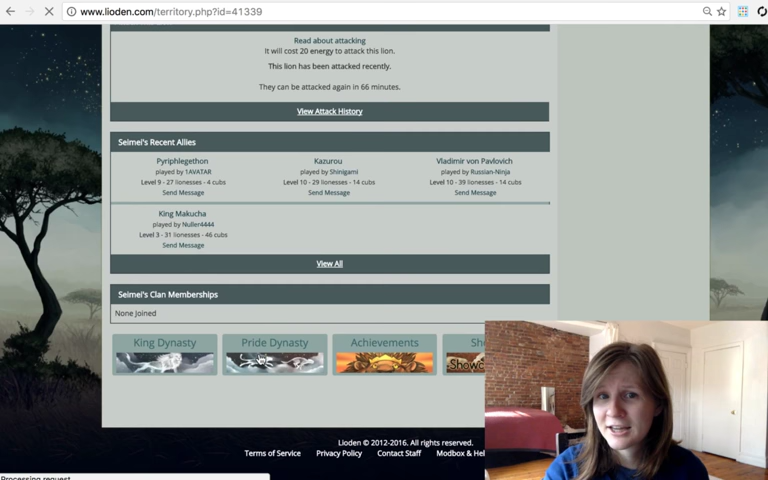 www.lioden.com/territory.php?id=41339
Read about attacking
It will cost 20 energy to attack this lion.
This lion has been attacked recently.
They can be attacked again in 66 minutes.
View Attack History
Seimei's Recent Allies
Pyriphlegethon Kazurou Vladimir von Pavlovich
played by 1AVATAR played by Shinigami played by Russian-Ninja
Level 9 - 27 lionesses - 4 cubs Level 10 - 29 lionesses - 14 cubs Level 10 - 39 lionesses - 14 cubs
Send Message Send Message Send Message
King Makucha
played by Nuller4444
Level 3 - 31 lionesses - 46 cubs
Send Message
View All
Seimei's Clan Memberships
None Joined
King Dynasty Pride Dynasty Achievements Sh
Showc
Lioden © 2012-2016. All rights reserved.
Terms of Service Privacy Policy Contact Staff Modbox & Hel
Processing request